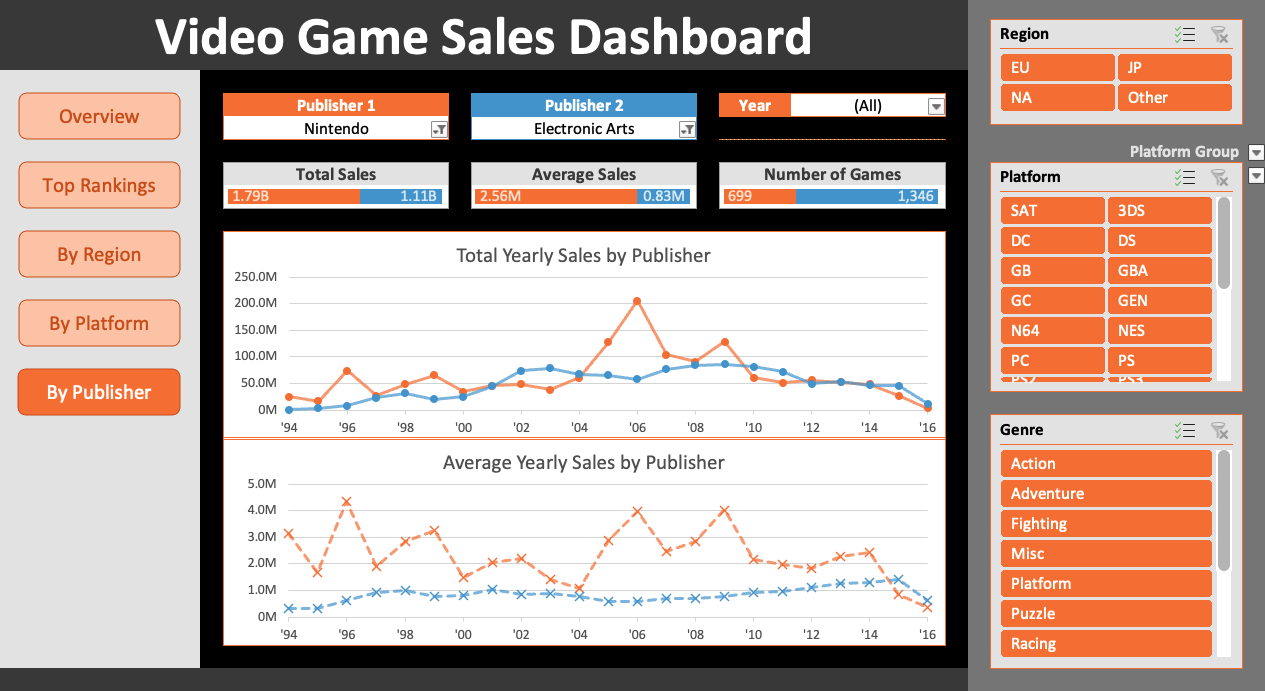 Video Game Sales Dashboard
Overview
Top Rankings
By Region
By Platform
By Publisher
Publisher 1
Nintendo
Publisher 2
Electronic Arts
Year (All)
Total Sales
1.79B 1.11B
Average Sales
2.56M 0.83M
Number of Games
699 1,346
Total Yearly Sales by Publisher
250.0M
200.0M
150.0M
100.0M
50.0M
0M
'94 '96 '98 '00 '02 '04 '06 '08 '10 '12 '14 '16
Average Yearly Sales by Publisher
5.0M
4.0M
3.0M
2.0M
1.0M
0M
'94 '96 '98 '00 '02 '04 '06 '08 '10 '12 '14 '16
Region
EU JP
NA Other
Platform Group
Platform
SAT 3DS
DC DS
GB GBA
GC GEN
N64 NES
PC PS
PS2 PS3
Genre
Action
Adventure
Fighting
Misc
Platform
Puzzle
Racing